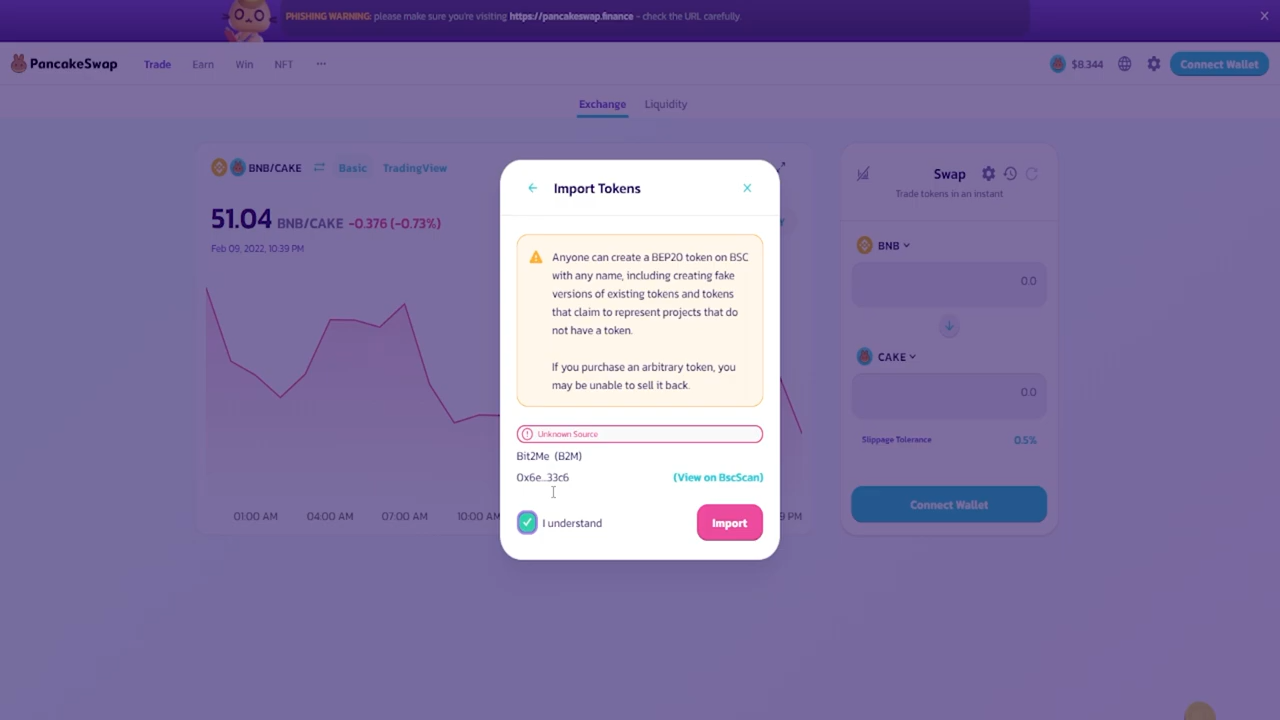 PHISHING WARNING: please make sure you're visiting https://pancakeswap.finance - check the URL carefully.
PancakeSwap Trade Earn Win NFT ··· $8.344 Connect Wallet
Exchange Liquidity
BNB/CAKE Basic TradingView
51.04 BNB/CAKE -0.376 (-0.73%)
Feb 09, 2022, 10:39 PM
01:00 AM 04:00 AM 07:00 AM 10:00 AM
Import Tokens
Anyone can create a BEP20 token on BSC
with any name, including creating fake
versions of existing tokens and tokens
that claim to represent projects that do
not have a token.
If you purchase an arbitrary token, you
may be unable to sell it back.
Unknown Source
Bit2Me (B2M)
0x6e...33c6 (View on BscScan)
I understand Import
Swap
Trade tokens in an instant
BNB
0.0
CAKE
0.0
Slippage Tolerance 0.5%
Connect Wallet